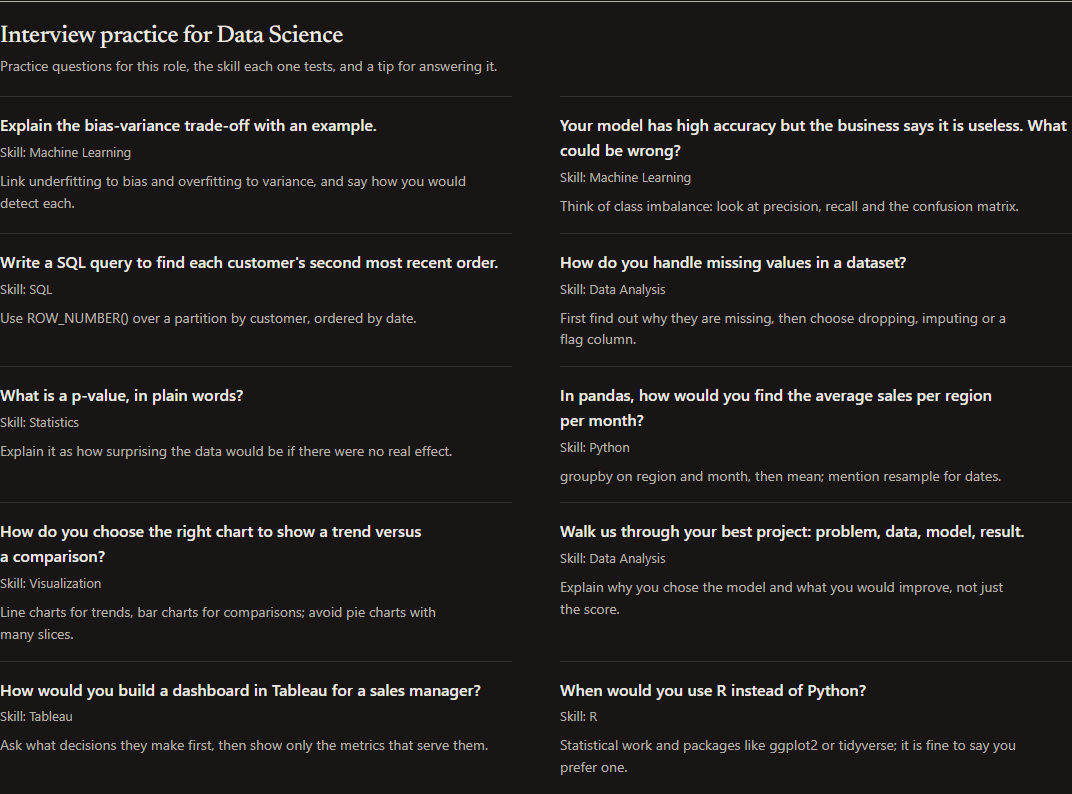 Interview practice for Data Science
Practice questions for this role, the skill each one tests, and a tip for answering it.
Explain the bias-variance trade-off with an example.
Skill: Machine Learning
Link underfitting to bias and overfitting to variance, and say how you would
detect each.
Your model has high accuracy but the business says it is useless. What
could be wrong?
Skill: Machine Learning
Think of class imbalance: look at precision, recall and the confusion matrix.
Write a SQL query to find each customer's second most recent order.
Skill: SQL
Use ROW_NUMBER() over a partition by customer, ordered by date.
How do you handle missing values in a dataset?
Skill: Data Analysis
First find out why they are missing, then choose dropping, imputing or a
flag column.
What is a p-value, in plain words?
Skill: Statistics
Explain it as how surprising the data would be if there were no real effect.
In pandas, how would you find the average sales per region
per month?
Skill: Python
groupby on region and month, then mean; mention resample for dates.
How do you choose the right chart to show a trend versus
a comparison?
Skill: Visualization
Line charts for trends, bar charts for comparisons; avoid pie charts with
many slices.
Walk us through your best project: problem, data, model, result.
Skill: Data Analysis
Explain why you chose the model and what you would improve, not just
the score.
How would you build a dashboard in Tableau for a sales manager?
Skill: Tableau
Ask what decisions they make first, then show only the metrics that serve them.
When would you use R instead of Python?
Skill: R
Statistical work and packages like ggplot2 or tidyverse; it is fine to say you
prefer one.